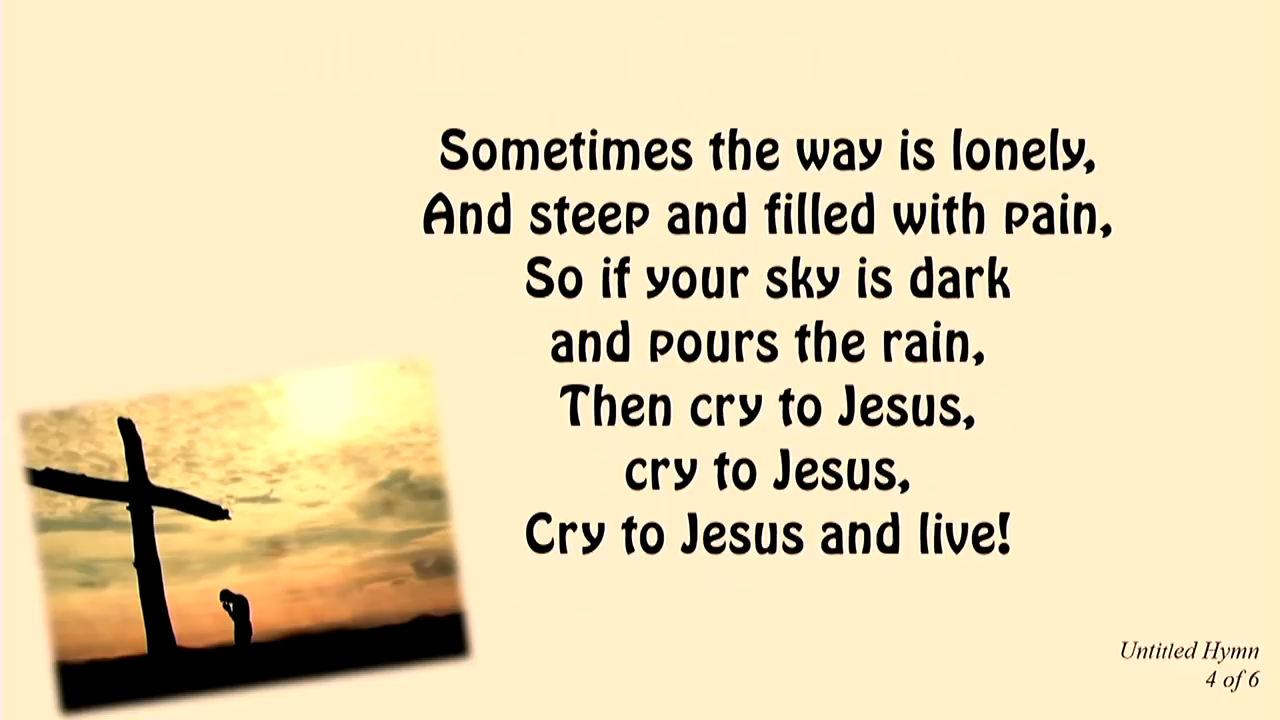 Sometimes the way is lonely,
And steep and filled with pain,
So if your sky is dark
and pours the rain,
Then cry to Jesus,
cry to Jesus,
Cry to Jesus and live!
Untitled Hymn
4 of 6